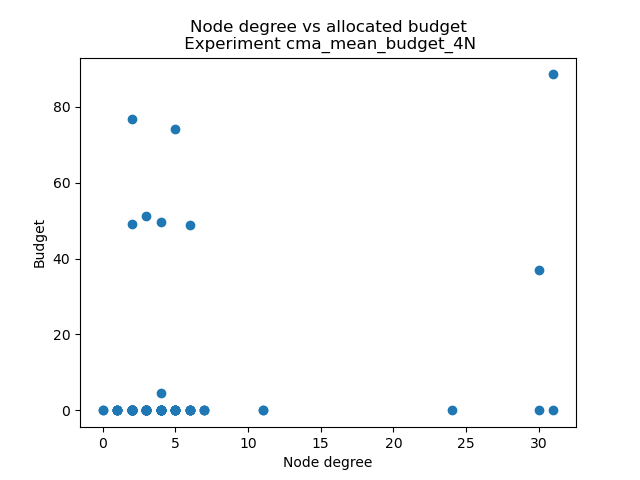 Node degree vs allocated budget
Experiment cma_mean_budget_4N
80
60
40
20
0
Budget
0 5 10 15 20 25 30
Node degree